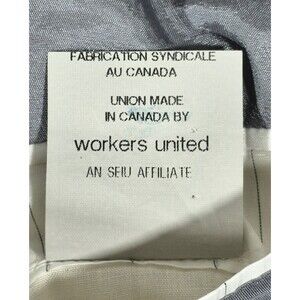 FABRICATION SYNDICALE
AU CANADA
UNION MADE
IN CANADA BY
workers united
AN SEIU AFFILIATE